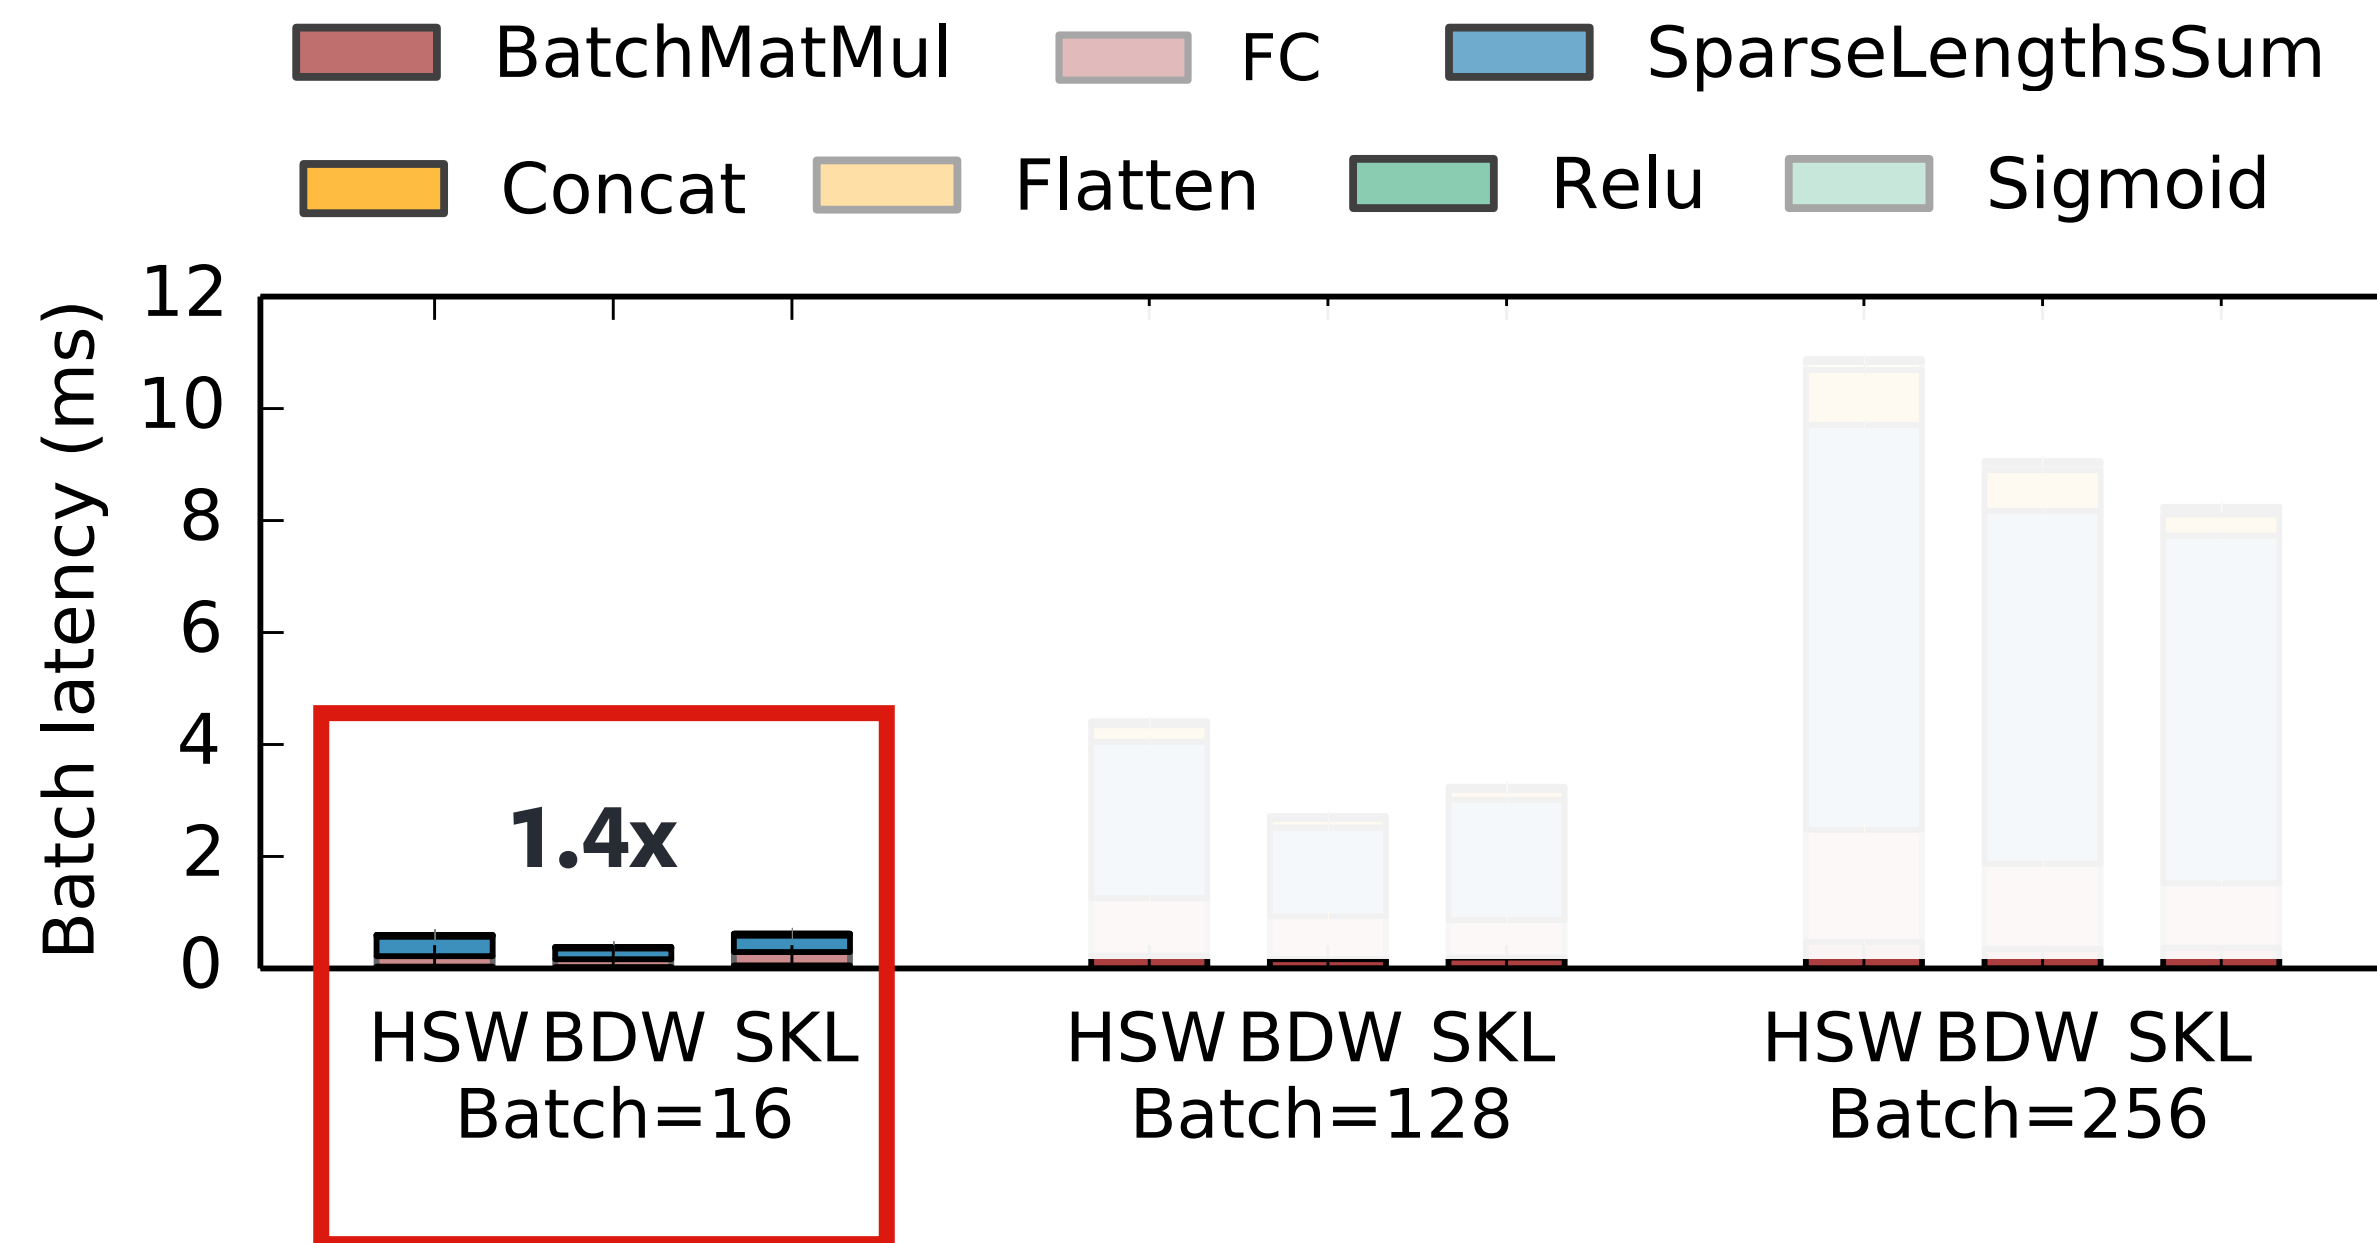 BatchMatMul FC SparseLengthsSum
Concat Flatten Relu Sigmoid
Batch latency (ms)
12
10
8
6
4
2
0
1.4x
HSW BDW SKL HSW BDW SKL HSW BDW SKL
Batch=16 Batch=128 Batch=256